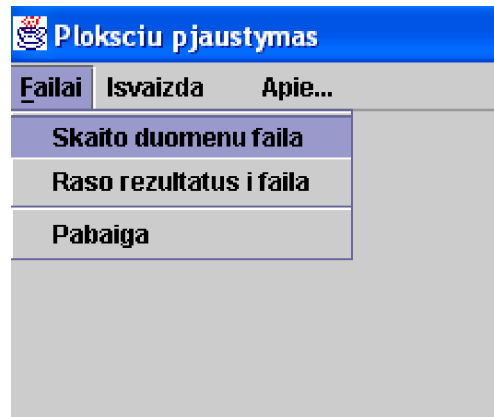 Ploksciu pjaustymas
Failai Isvaizda Apie...
Skaito duomenu faila
Raso rezultatus i faila
Pabaiga